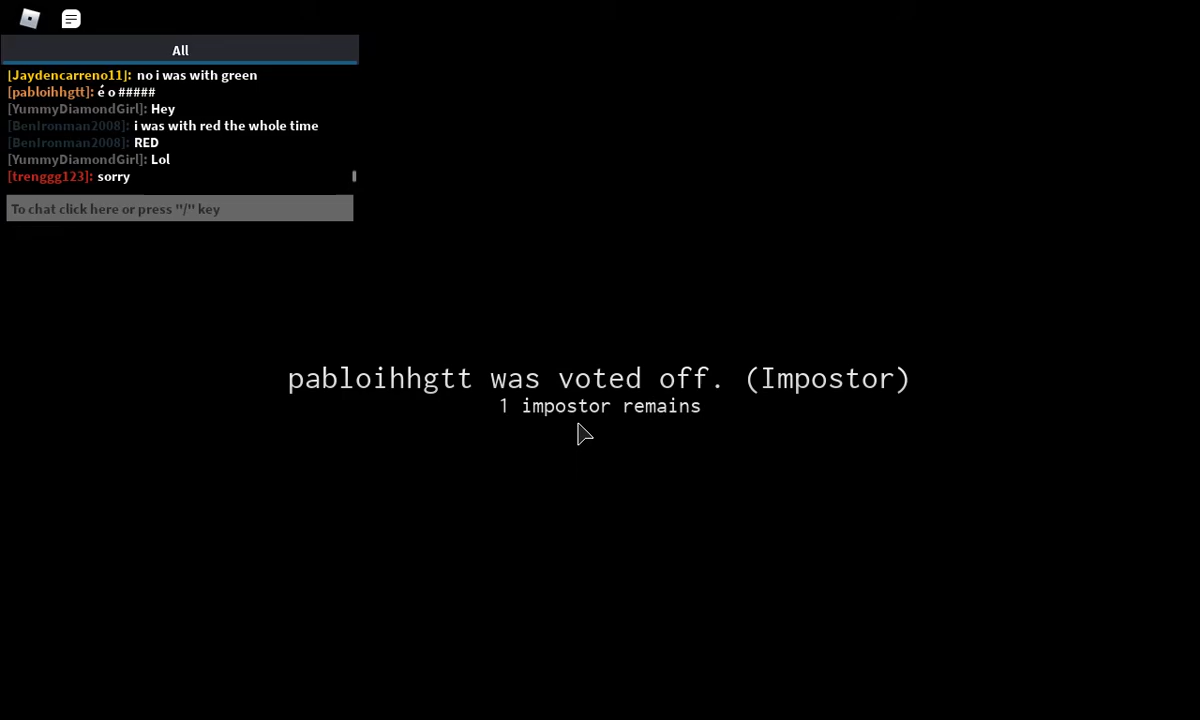 All
[Jaydencarreno11]: no i was with green
[pabloihhgtt]: é o #####
[YummyDiamondGirl]: Hey
[BenIronman2008]: i was with red the whole time
[BenIronman2008]: RED
[YummyDiamondGirl]: Lol
[trenggg123]: sorry
To chat click here or press "/" key
pabloihhgtt was voted off. (Impostor)
1 impostor remains